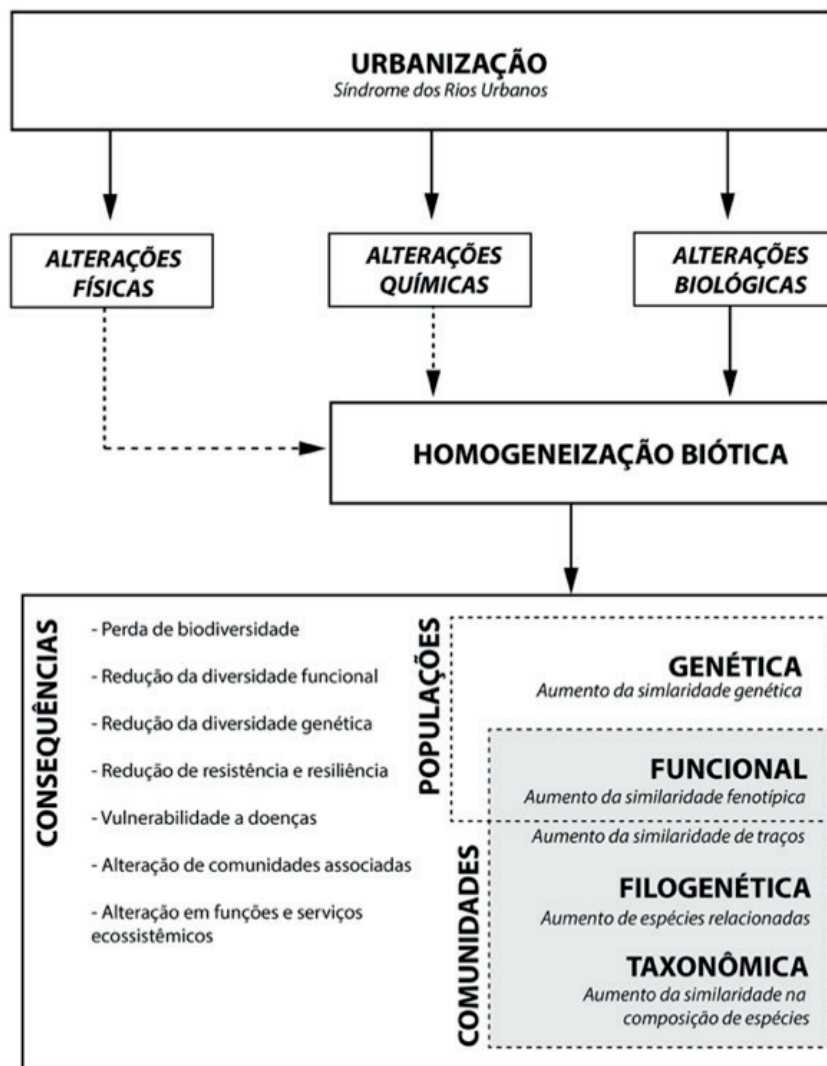 URBANIZAÇÃO
Síndrome dos Rios Urbanos
ALTERAÇÕES
FÍSICAS
ALTERAÇÕES
QUÍMICAS
ALTERAÇÕES
BIOLÓGICAS
HOMOGENEIZAÇÃO BIÓTICA
CONSEQUÊNCIAS
- Perda de biodiversidade
- Redução da diversidade funcional
- Redução da diversidade genética
- Redução de resistência e resiliência
- Vulnerabilidade a doenças
- Alteração de comunidades associadas
- Alteração em funções e serviços
ecossistêmicos
POPULAÇÕES
GENÉTICA
Aumento da simlaridade genética
FUNCIONAL
Aumento da similaridade fenotípica
COMUNIDADES
Aumento da similaridade de traços
FILOGENÉTICA
Aumento de espécies relacionadas
TAXONÔMICA
Aumento da similaridade na
composição de espécies